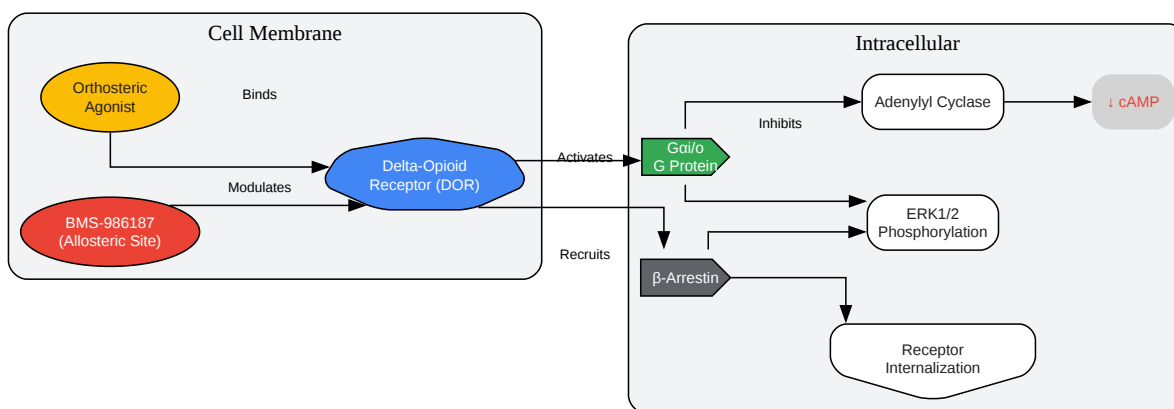 Cell Membrane
Orthosteric
Agonist
Binds
Delta-Opioid
Receptor (DOR)
Modulates
BMS-986187
(Allosteric Site)
Activates
Recruits
Intracellular
Adenylyl Cyclase
↓ cAMP
Inhibits
Gαi/o
G Protein
ERK1/2
Phosphorylation
β-Arrestin
Receptor
Internalization